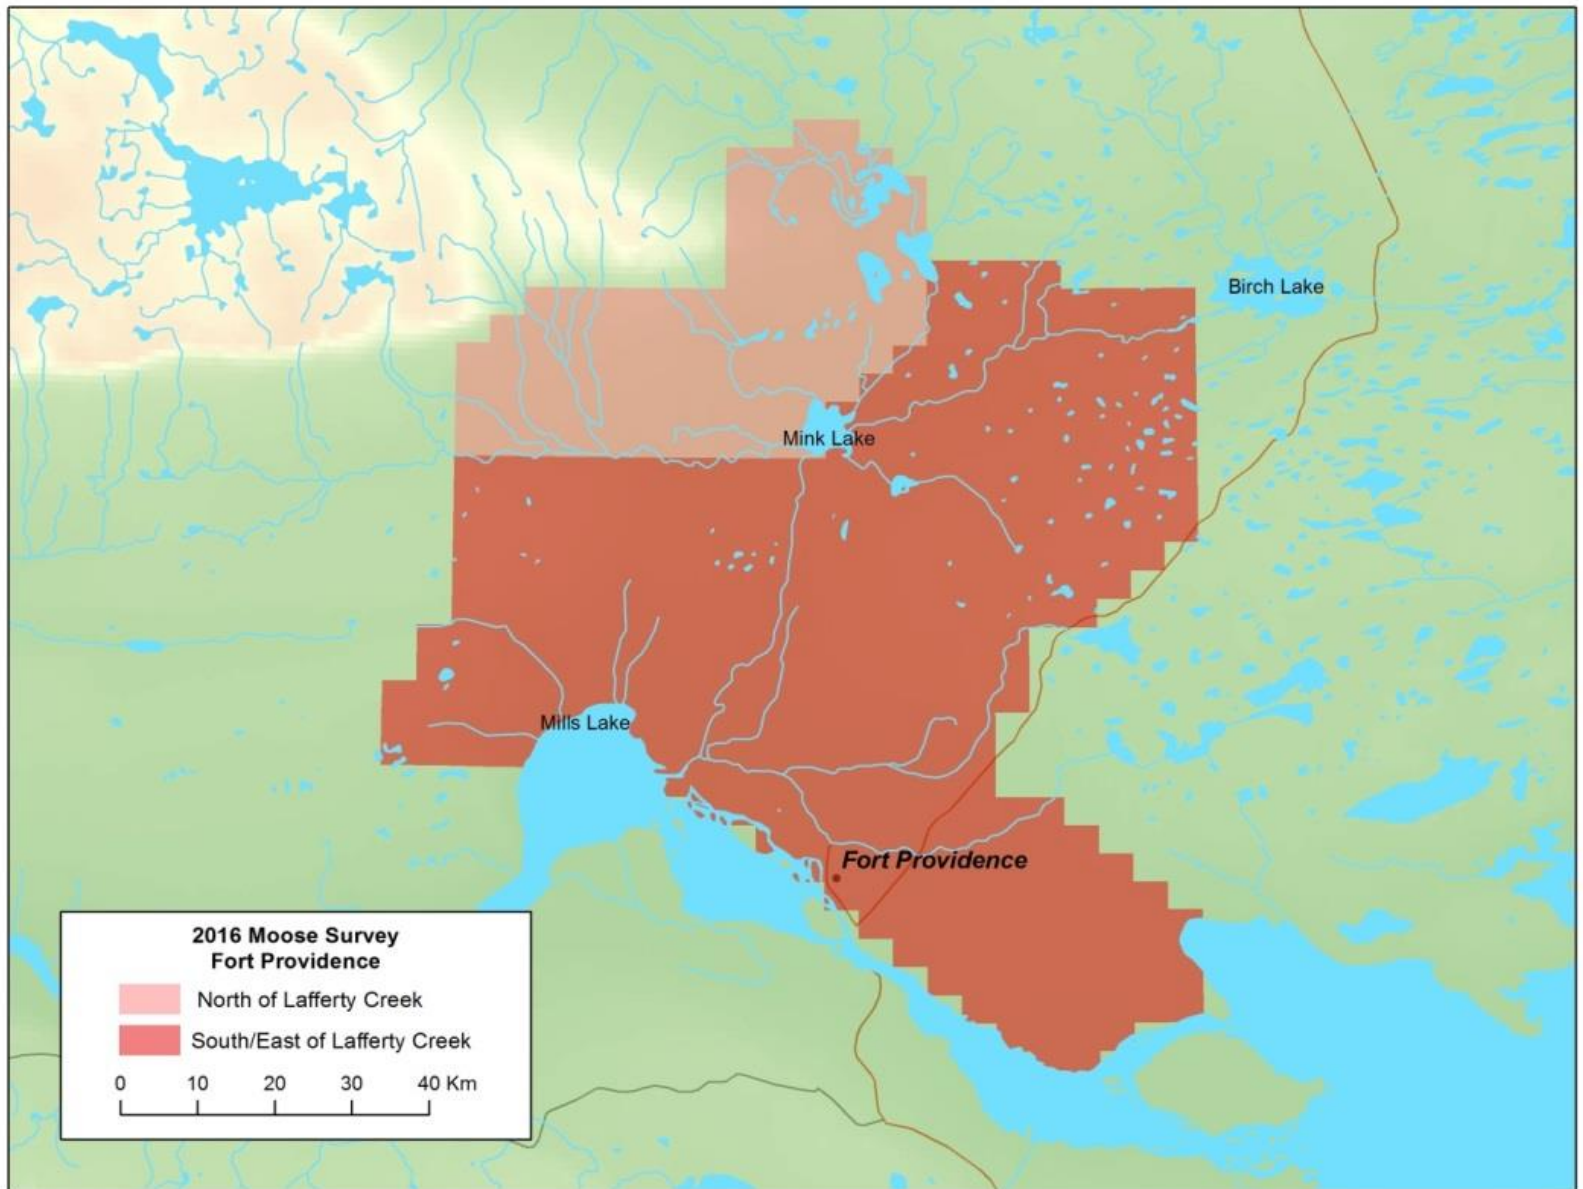 Birch Lake
Mink Lake
Mills Lake
Fort Providence
2016 Moose Survey
Fort Providence
North of Lafferty Creek
South/East of Lafferty Creek
0 10 20 30 40 Km